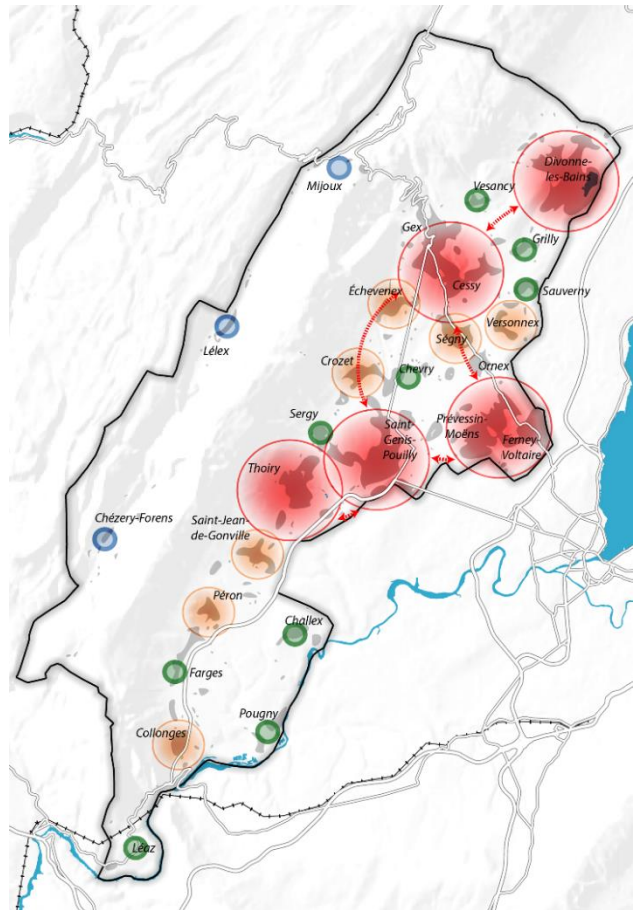 Divonne-
les-Bains
Mijoux
Vesancy
Gex
Grilly
Cessy
Échevenex
Sauverny
Versonnex
Lélex
Ségny
Crozet
Chevry
Ornex
Sergy
Saint-
Genis-
Pouilly
Prévessin-
Moëns
Ferney-
Voltaire
Thoiry
Chézery-Forens
Saint-Jean-
de-Gonville
Péron
Challex
Farges
Pougny
Collonges
Léaz